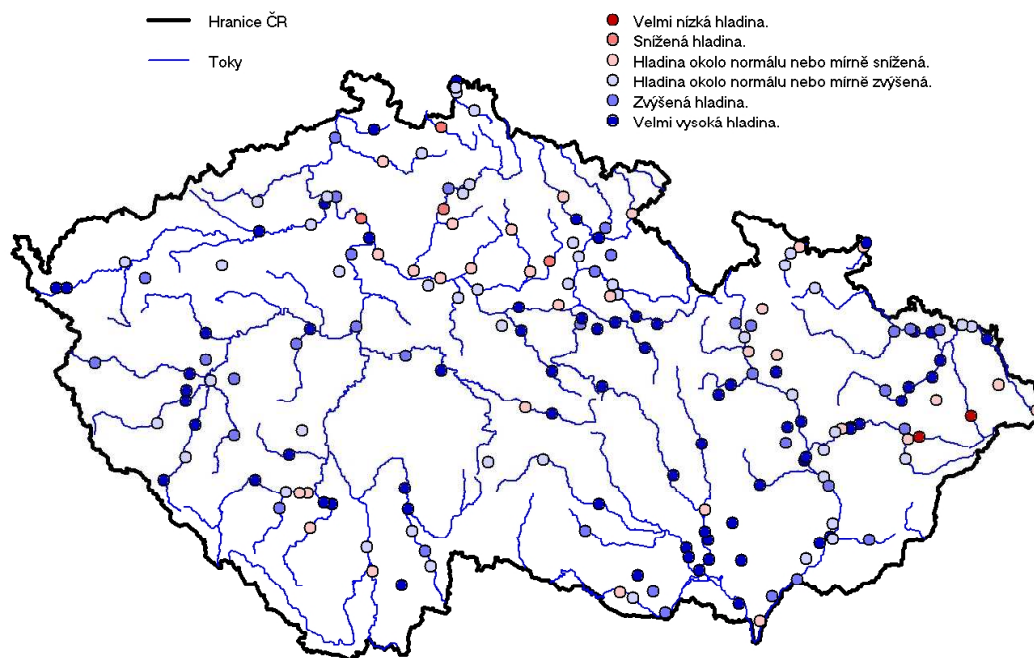 Hranice ČR
Toky
Velmi nízká hladina.
Snížená hladina.
Hladina okolo normálu nebo mírně snížená.
Hladina okolo normálu nebo mírně zvýšená.
Zvýšená hladina.
Velmi vysoká hladina.